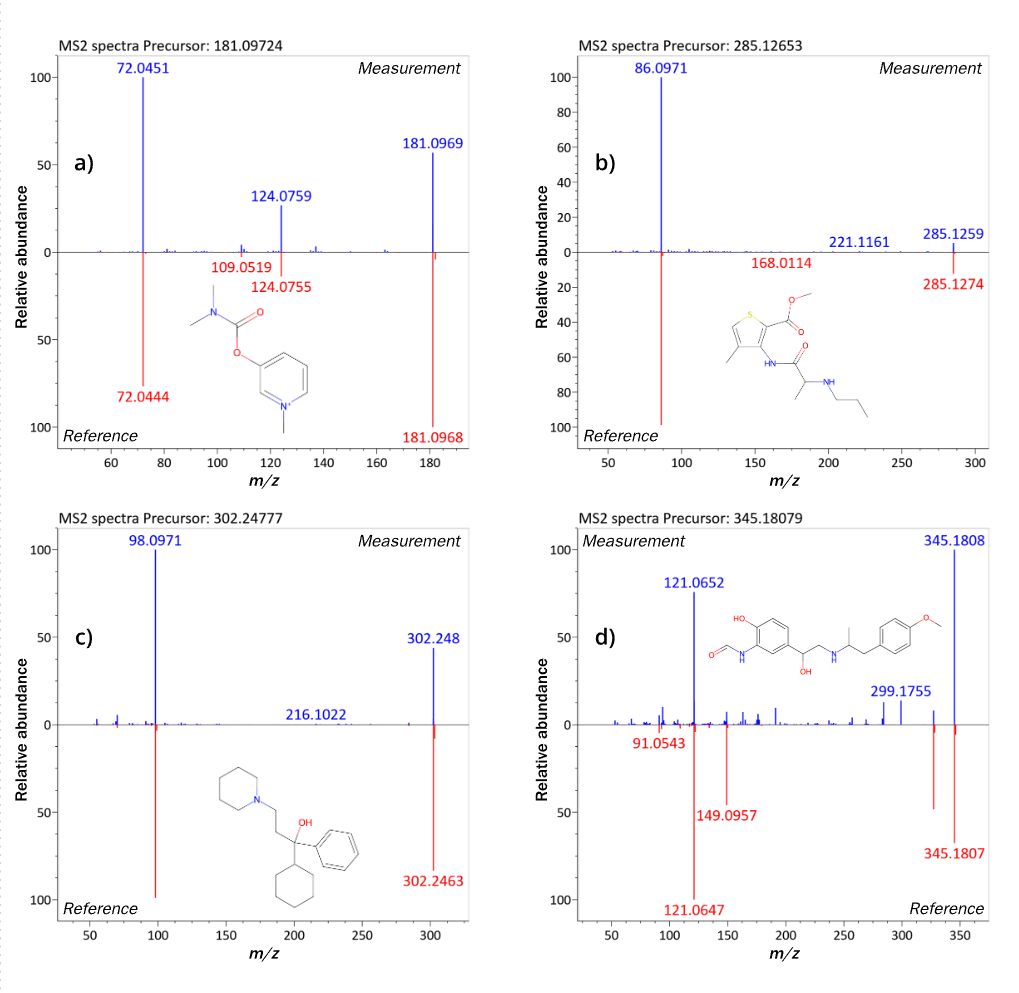 MS2 spectra Precursor: 181.09724
72.0451
Measurement
100
181.0969
a)
50
124.0759
0
109.0519
124.0755
N
O
O
50
72.0444
N+
100
Reference
181.0968
60
80
100
120
140
160
180
m/z
Relative abundance
MS2 spectra Precursor: 285.12653
86.0971
Measurement
100
80
60
b)
40
20
221.1161
285.1259
0
168.0114
285.1274
20
O
S
O
40
O
HN
60
NH
80
100
Reference
50
100
150
200
250
300
m/z
Relative abundance
MS2 spectra Precursor: 302.24777
98.0971
Measurement
100
c)
302.248
50
216.1022
0
N
OH
50
302.2463
100
Reference
50
100
150
200
250
300
m/z
Relative abundance
MS2 spectra Precursor: 345.18079
Measurement
345.1808
100
121.0652
d)
HO
O
O
N
H
N
H
OH
50
299.1755
0
91.0543
149.0957
50
345.1807
100
121.0647
Reference
50
100
150
200
250
300
350
m/z
Relative abundance